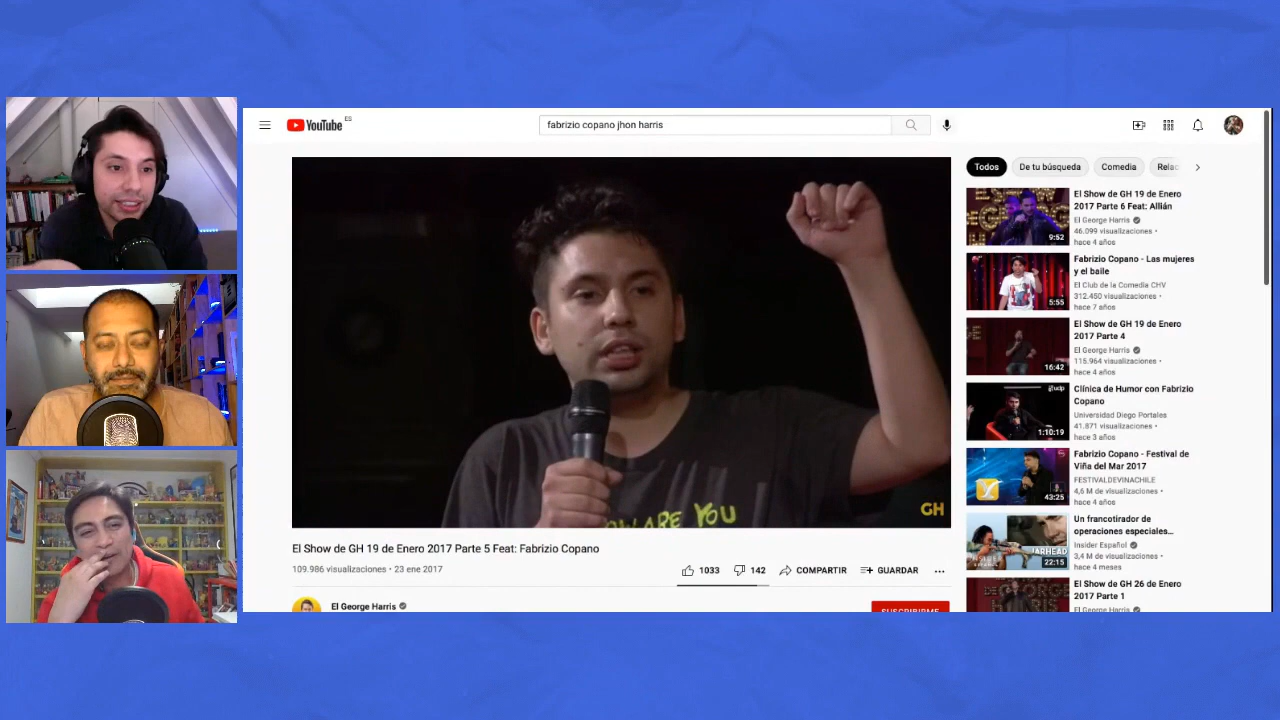 YouTube ES
fabrizio copano jhon harris
HOW ARE YOU
GH
El Show de GH 19 de Enero 2017 Parte 5 Feat: Fabrizio Copano
109.986 visualizaciones • 23 ene 2017
1033
142
COMPARTIR
GUARDAR
El George Harris
SUSCRIBIRME
Todos
De tu búsqueda
Comedia
Relac
9:52
El Show de GH 19 de Enero
2017 Parte 6 Feat: Allián
El George Harris
46.099 visualizaciones •
hace 4 años
5:55
Fabrizio Copano - Las mujeres
y el baile
El Club de la Comedia CHV
312.450 visualizaciones •
hace 7 años
16:42
El Show de GH 19 de Enero
2017 Parte 4
El George Harris
115.964 visualizaciones •
hace 4 años
udp
1:10:19
Clínica de Humor con Fabrizio
Copano
Universidad Diego Portales
41.871 visualizaciones •
hace 3 años
43:25
Fabrizio Copano - Festival de
Viña del Mar 2017
FESTIVALDEVINACHILE
4,6 M de visualizaciones •
hace 4 años
JARHEAD
22:15
Un francotirador de
operaciones especiales...
Insider Español
3,4 M de visualizaciones •
hace 4 meses
El Show de GH 26 de Enero
2017 Parte 1
El George Harris